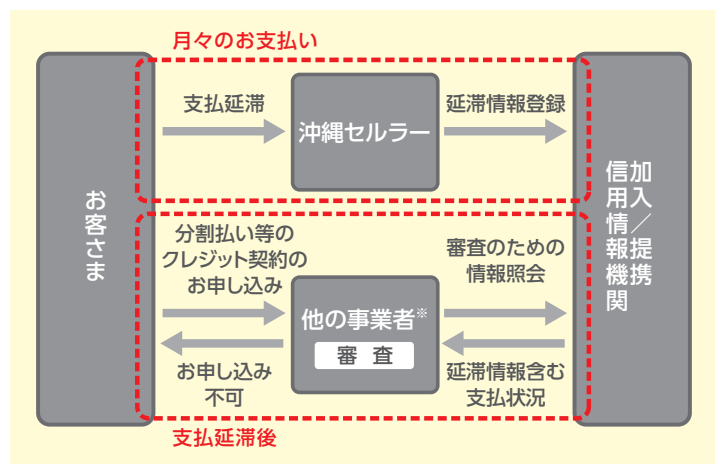 月々のお支払い
お客さま
支払延滞
沖縄セルラー
延滞情報登録
加入／提携
信用情報機関
分割払い等の
クレジット契約の
お申し込み
他の事業者※
審 査
審査のための
情報照会
お申し込み
不可
延滞情報含む
支払状況
支払延滞後